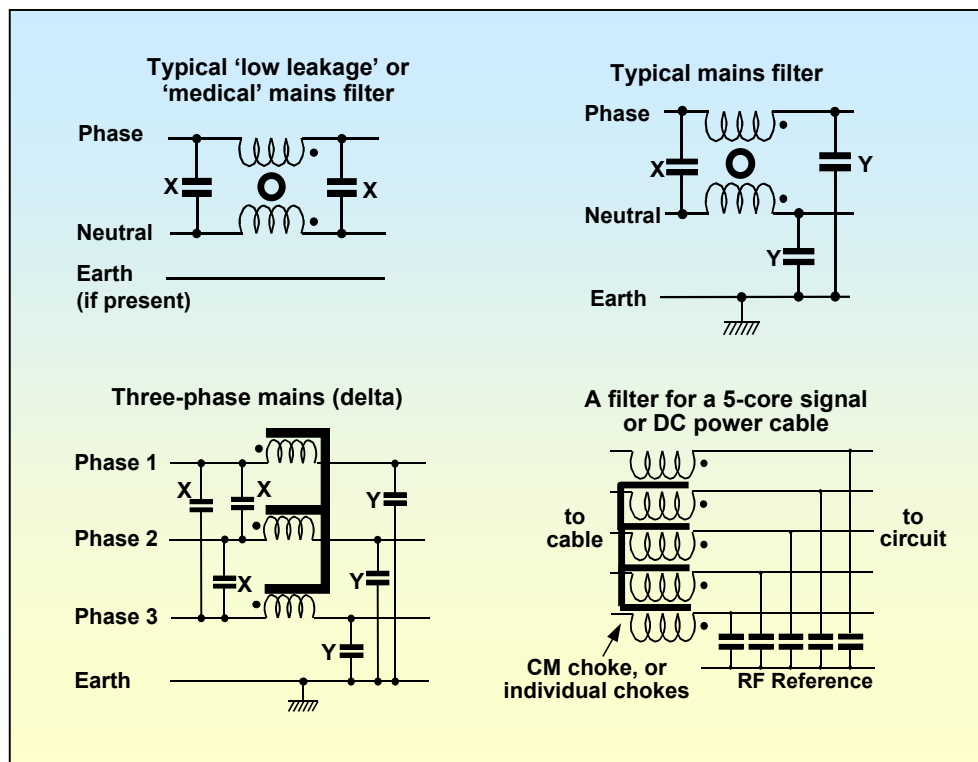 Typical 'low leakage' or
'medical' mains filter
Phase
X
X
Neutral
Earth
(if present)
Typical mains filter
Phase
X
Y
Neutral
Y
Earth
Three-phase mains (delta)
Phase 1
X
X
Y
Phase 2
X
Y
Phase 3
Y
Earth
A filter for a 5-core signal
or DC power cable
to
cable
to
circuit
CM choke, or
individual chokes
RF Reference